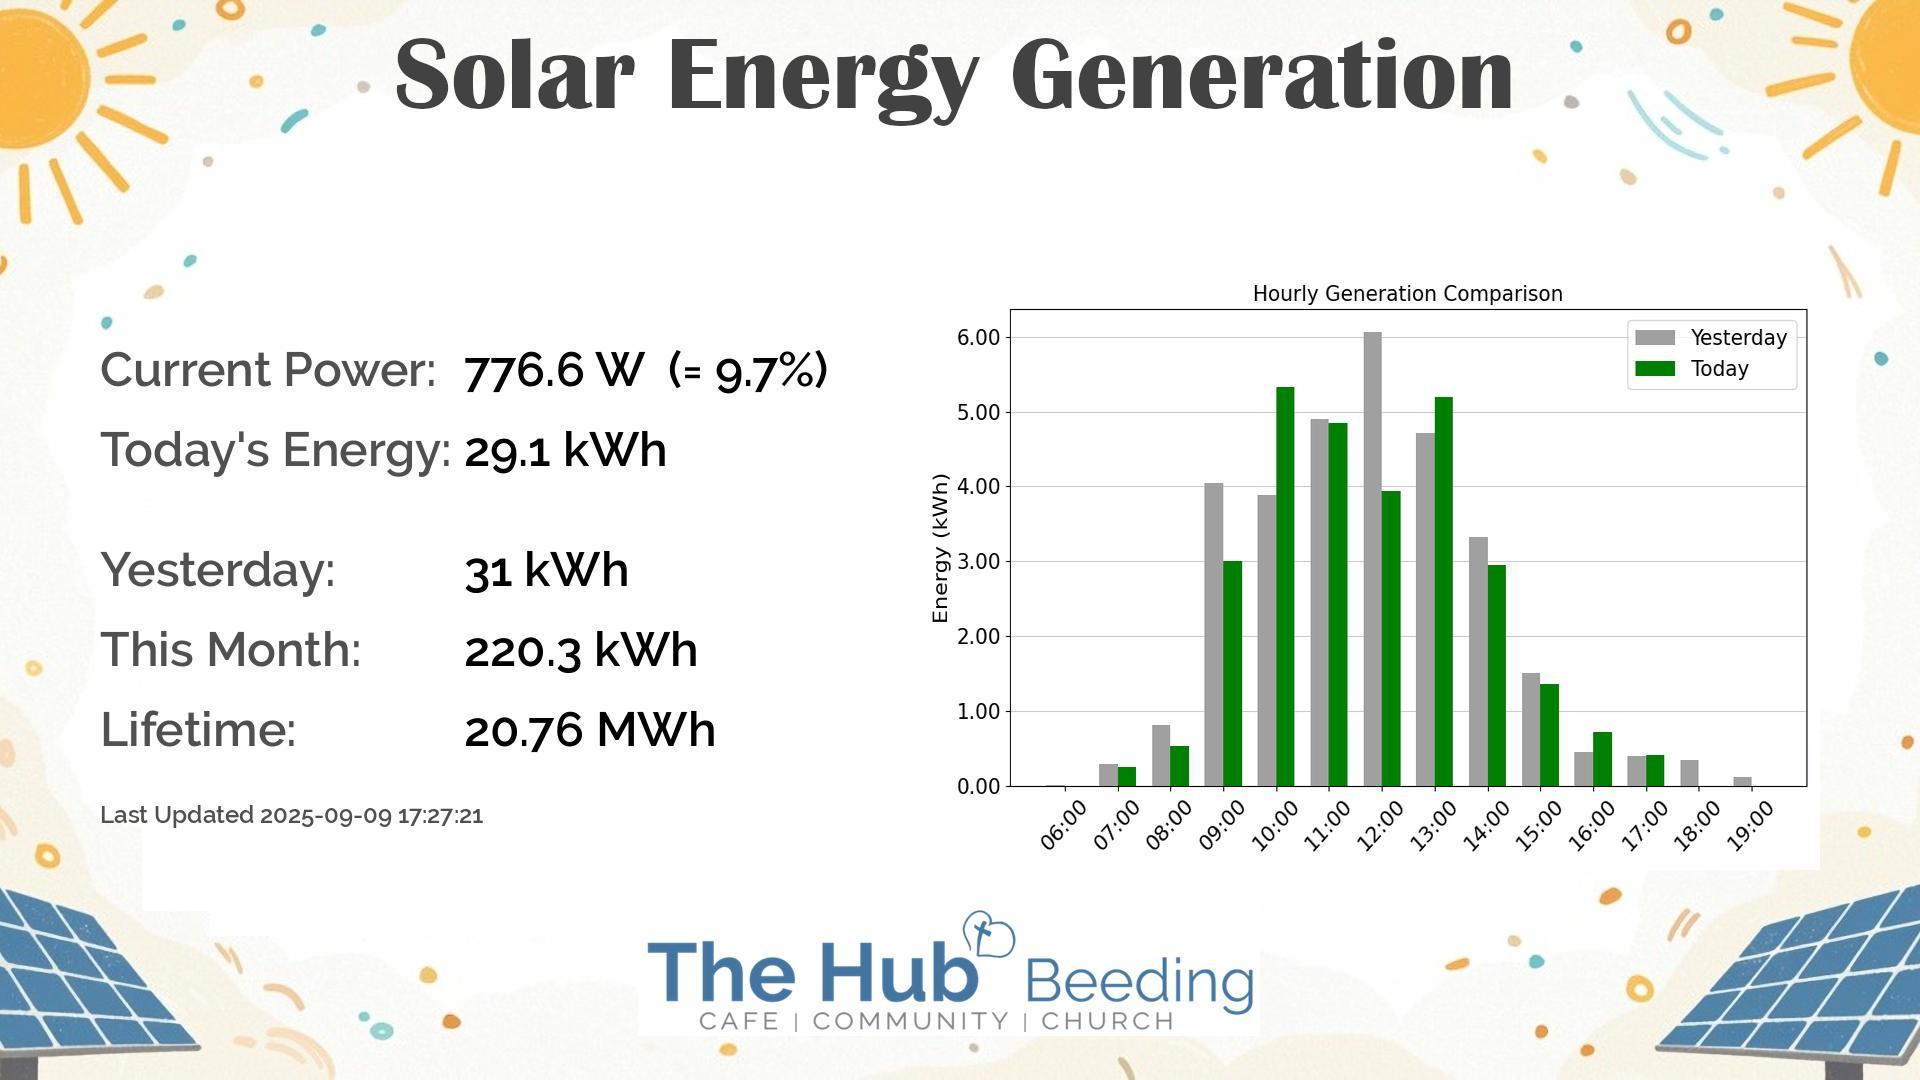 Solar Energy Generation
Current Power: 776.6 W (= 9.7%)
Today's Energy: 29.1 kWh
Yesterday: 31 kWh
This Month: 220.3 kWh
Lifetime: 20.76 MWh
Last Updated 2025-09-09 17:27:21
Hourly Generation Comparison
Yesterday
Today
Energy (kWh)
6.00
5.00
4.00
3.00
2.00
1.00
0.00
06:00 07:00 08:00 09:00 10:00 11:00 12:00 13:00 14:00 15:00 16:00 17:00 18:00 19:00
The Hub Beeding
CAFE | COMMUNITY | CHURCH